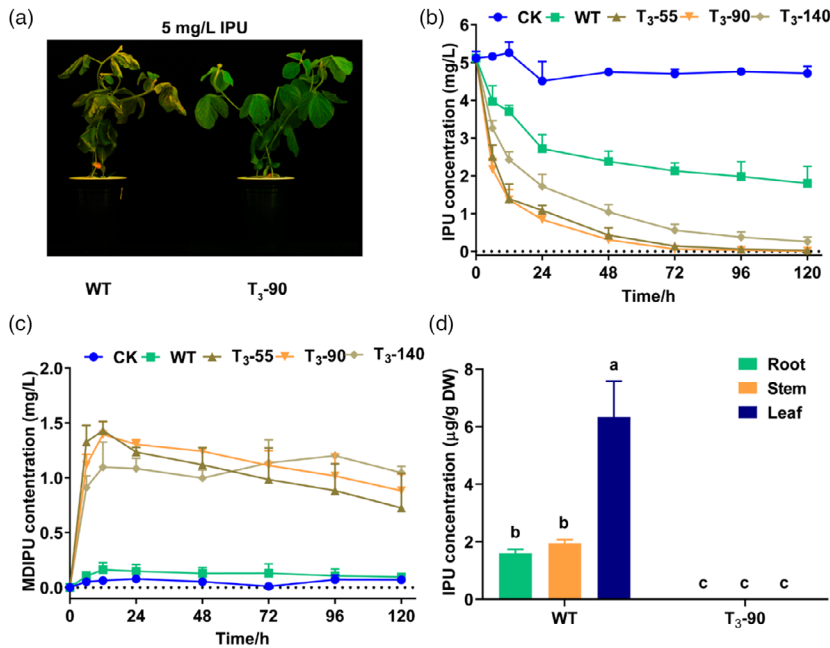 (a)
5 mg/L IPU
WT
T₃-90
(b)
CK WT T₃-55 T₃-90 T₃-140
IPU concentration (mg/L)
6
5
4
3
2
1
0
0 24 48 72 96 120
Time/h
(c)
CK WT T₃-55 T₃-90 T₃-140
MDIPU contentration (mg/L)
2.0
1.5
1.0
0.5
0.0
0 24 48 72 96 120
Time/h
(d)
IPU concentration (µg/g DW)
8
6
4
2
0
Root
Stem
Leaf
b b a
c c c
WT T₃-90